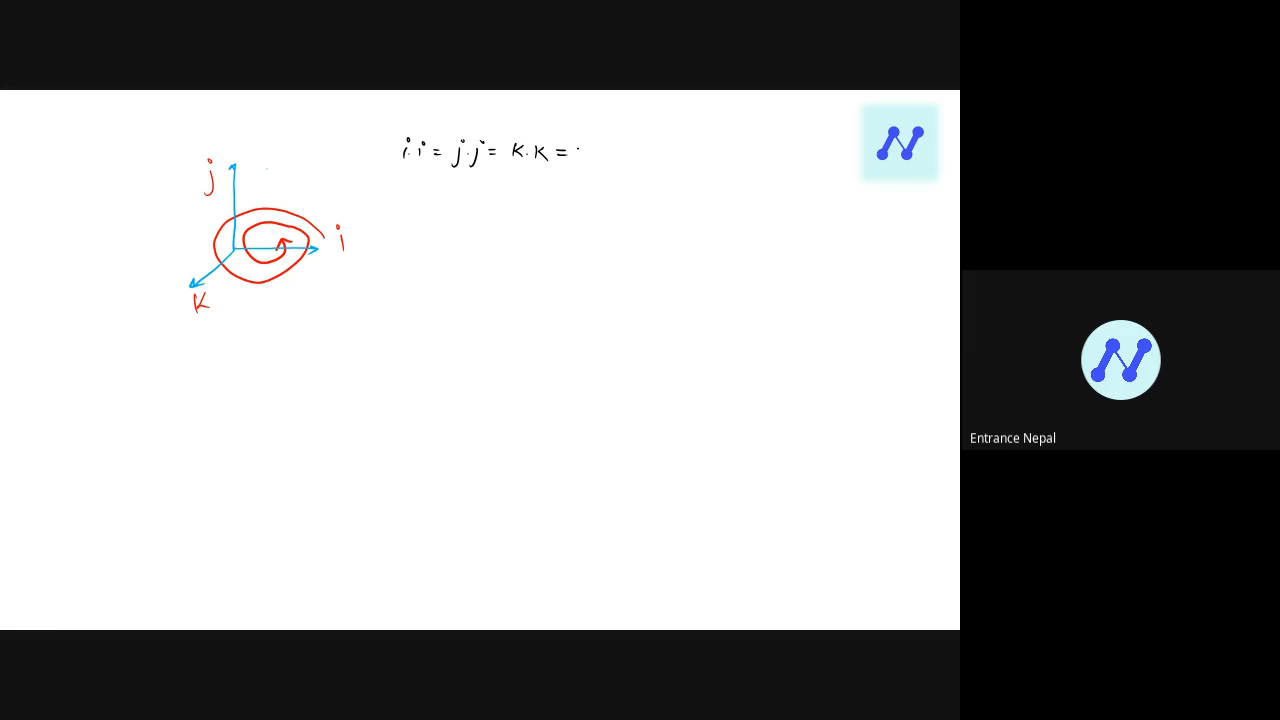 i.i = j.j = k.k =
j
i
k
Entrance Nepal